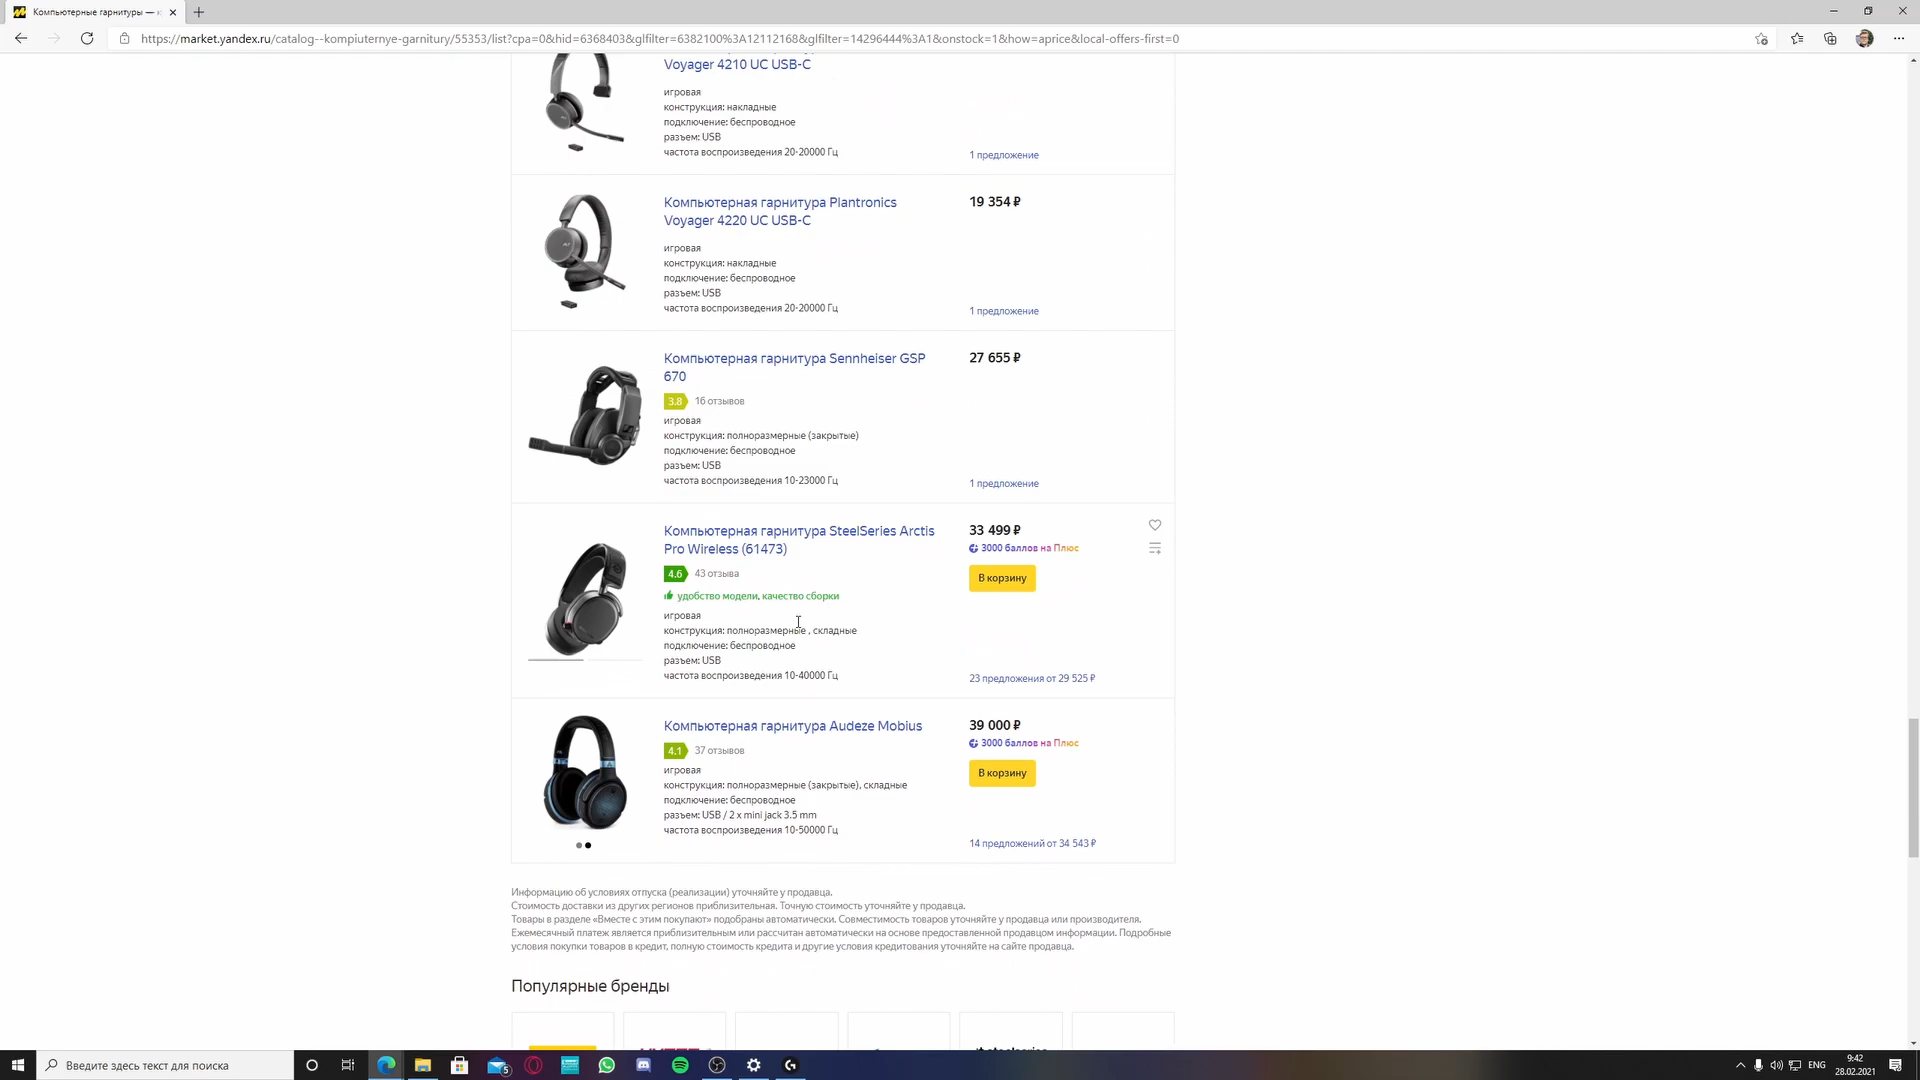 Компьютерные гарнитуры — к
https://market.yandex.ru/catalog--kompiuternye-garnitury/55353/list?cpa=0&hid=6368403&glfilter=6382100%3A12112168&glfilter=14296444%3A1&onstock=1&how=aprice&local-offers-first=0
Voyager 4210 UC USB-C
игровая
конструкция: накладные
подключение: беспроводное
разъем: USB
частота воспроизведения 20-20000 Гц
1 предложение
Компьютерная гарнитура Plantronics
Voyager 4220 UC USB-C
19 354 ₽
игровая
конструкция: накладные
подключение: беспроводное
разъем: USB
частота воспроизведения 20-20000 Гц
1 предложение
Компьютерная гарнитура Sennheiser GSP
670
27 655 ₽
3.8 16 отзывов
игровая
конструкция: полноразмерные (закрытые)
подключение: беспроводное
разъем: USB
частота воспроизведения 10-23000 Гц
1 предложение
Компьютерная гарнитура SteelSeries Arctis
Pro Wireless (61473)
33 499 ₽
3000 баллов на Плюс
В корзину
4.6 43 отзыва
удобство модели, качество сборки
игровая
конструкция: полноразмерные , складные
подключение: беспроводное
разъем: USB
частота воспроизведения 10-40000 Гц
23 предложения от 29 525 ₽
Компьютерная гарнитура Audeze Mobius
39 000 ₽
3000 баллов на Плюс
В корзину
4.1 37 отзывов
игровая
конструкция: полноразмерные (закрытые), складные
подключение: беспроводное
разъем: USB / 2 x mini jack 3.5 mm
частота воспроизведения 10-50000 Гц
14 предложений от 34 543 ₽
Информацию об условиях отпуска (реализации) уточняйте у продавца.
Стоимость доставки из других регионов приблизительная. Точную стоимость уточняйте у продавца.
Товары в разделе «Вместе с этим покупают» подобраны автоматически. Совместимость товаров уточняйте у продавца или производителя.
Ежемесячный платеж является приблизительным или рассчитан автоматически на основе предоставленной продавцом информации. Подробные
условия покупки товаров в кредит, полную стоимость кредита и другие условия кредитования уточняйте на сайте продавца.
Популярные бренды
Введите здесь текст для поиска
5
ENG
9:42
28.02.2021